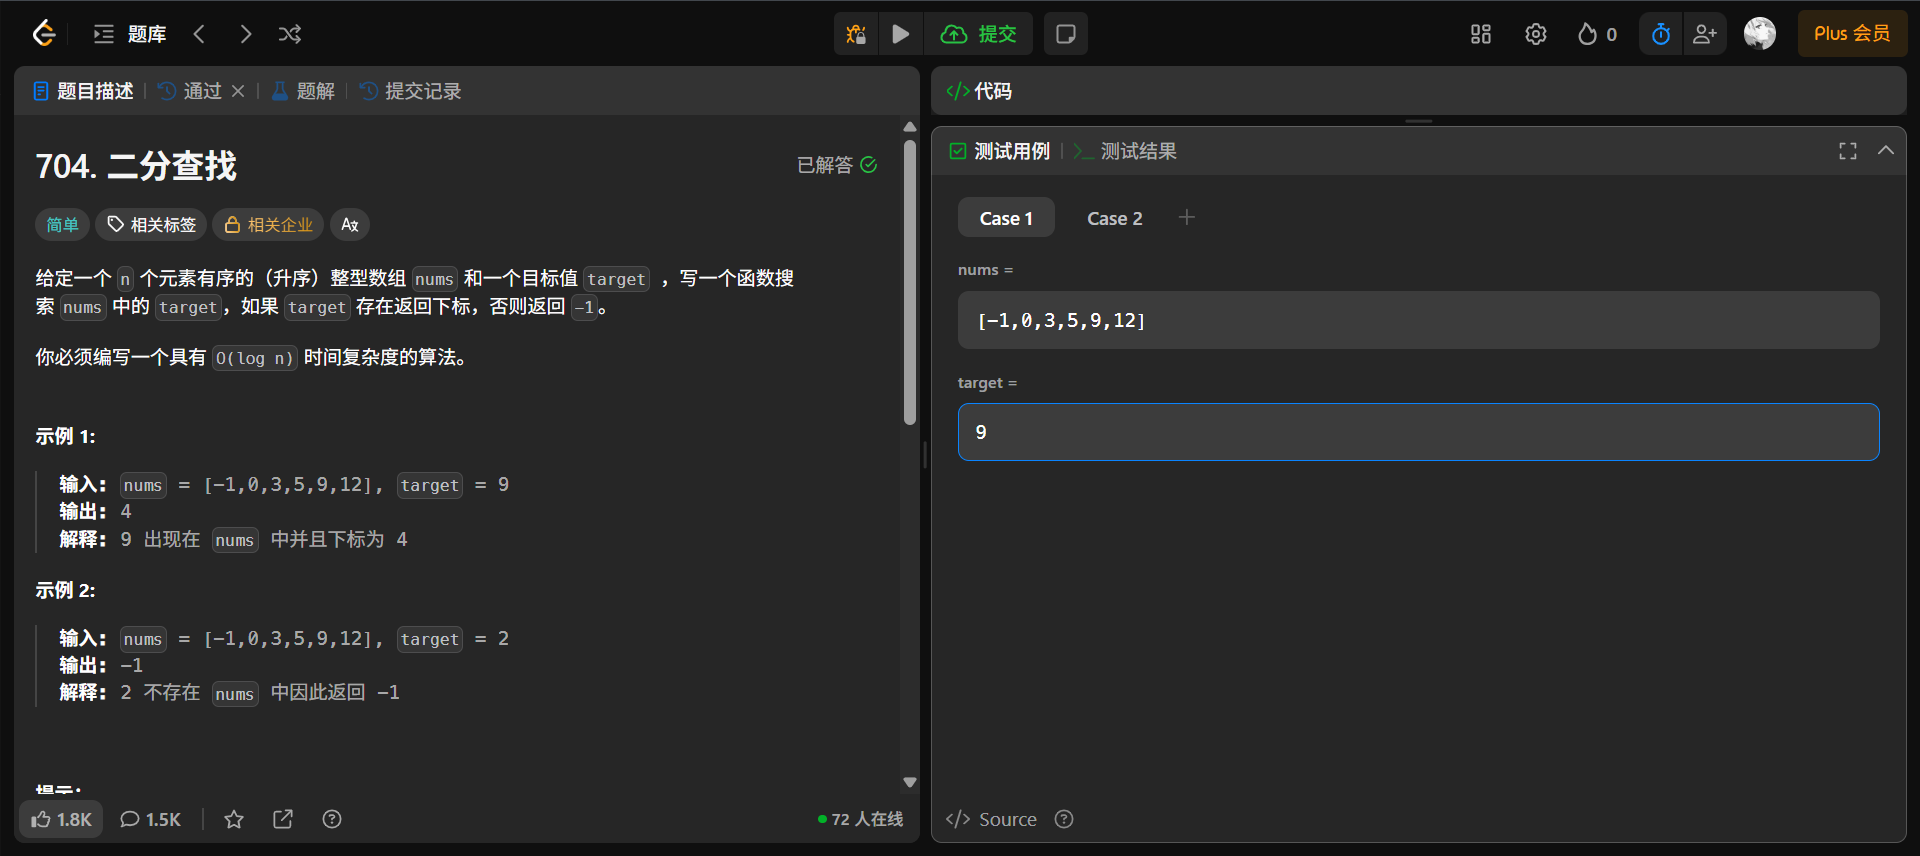 题库
提交
0
Plus 会员
题目描述
通过
题解
提交记录
704. 二分查找
已解答
简单
相关标签
相关企业
给定一个 n 个元素有序的（升序）整型数组 nums 和一个目标值 target ，写一个函数搜
索 nums 中的 target，如果 target 存在返回下标，否则返回 -1。
你必须编写一个具有 O(log n) 时间复杂度的算法。
示例 1:
输入: nums = [-1,0,3,5,9,12], target = 9
输出: 4
解释: 9 出现在 nums 中并且下标为 4
示例 2:
输入: nums = [-1,0,3,5,9,12], target = 2
输出: -1
解释: 2 不存在 nums 中因此返回 -1
提示:
1.8K
1.5K
72 人在线
</> 代码
测试用例
测试结果
Case 1
Case 2
nums =
[-1,0,3,5,9,12]
target =
9
</> Source